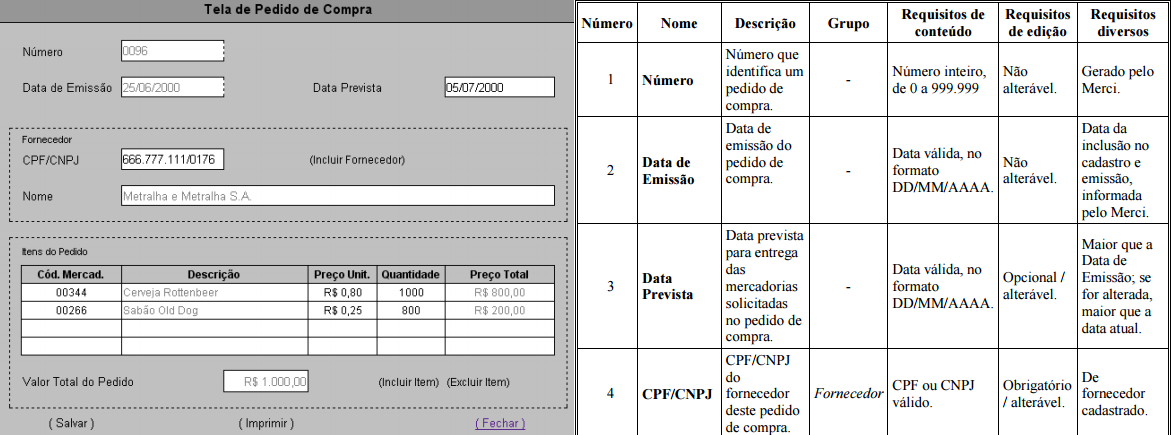 Tela de Pedido de Compra
Número 0096
Data de Emissão 25/06/2000 Data Prevista 05/07/2000
Fornecedor
CPF/CNPJ 666.777.111/0176 (Incluir Fornecedor)
Nome Metralha e Metralha S.A.
Itens do Pedido
Cód. Mercad. Descrição Preço Unit. Quantidade Preço Total
00344 Cerveja Rottenbeer R$ 0,80 1000 R$ 800,00
00266 Sabão Old Dog R$ 0,25 800 R$ 200,00
Valor Total do Pedido R$ 1.000,00 (Incluir Item) (Excluir Item)
( Salvar ) ( Imprimir ) ( Fechar )
Número Nome Descrição Grupo Requisitos de conteúdo Requisitos de edição Requisitos diversos
1 Número Número que identifica um pedido de compra. - Número inteiro, de 0 a 999.999 Não alterável. Gerado pelo Merci.
2 Data de Emissão Data de emissão do pedido de compra. - Data válida, no formato DD/MM/AAAA. Não alterável. Data da inclusão no cadastro e emissão, informada pelo Merci.
3 Data Prevista Data prevista para entrega das mercadorias solicitadas no pedido de compra. - Data válida, no formato DD/MM/AAAA. Opcional / alterável. Maior que a Data de Emissão; se for alterada, maior que a data atual.
4 CPF/CNPJ CPF/CNPJ do fornecedor deste pedido de compra. Fornecedor CPF ou CNPJ válido. Obrigatório / alterável. De fornecedor cadastrado.